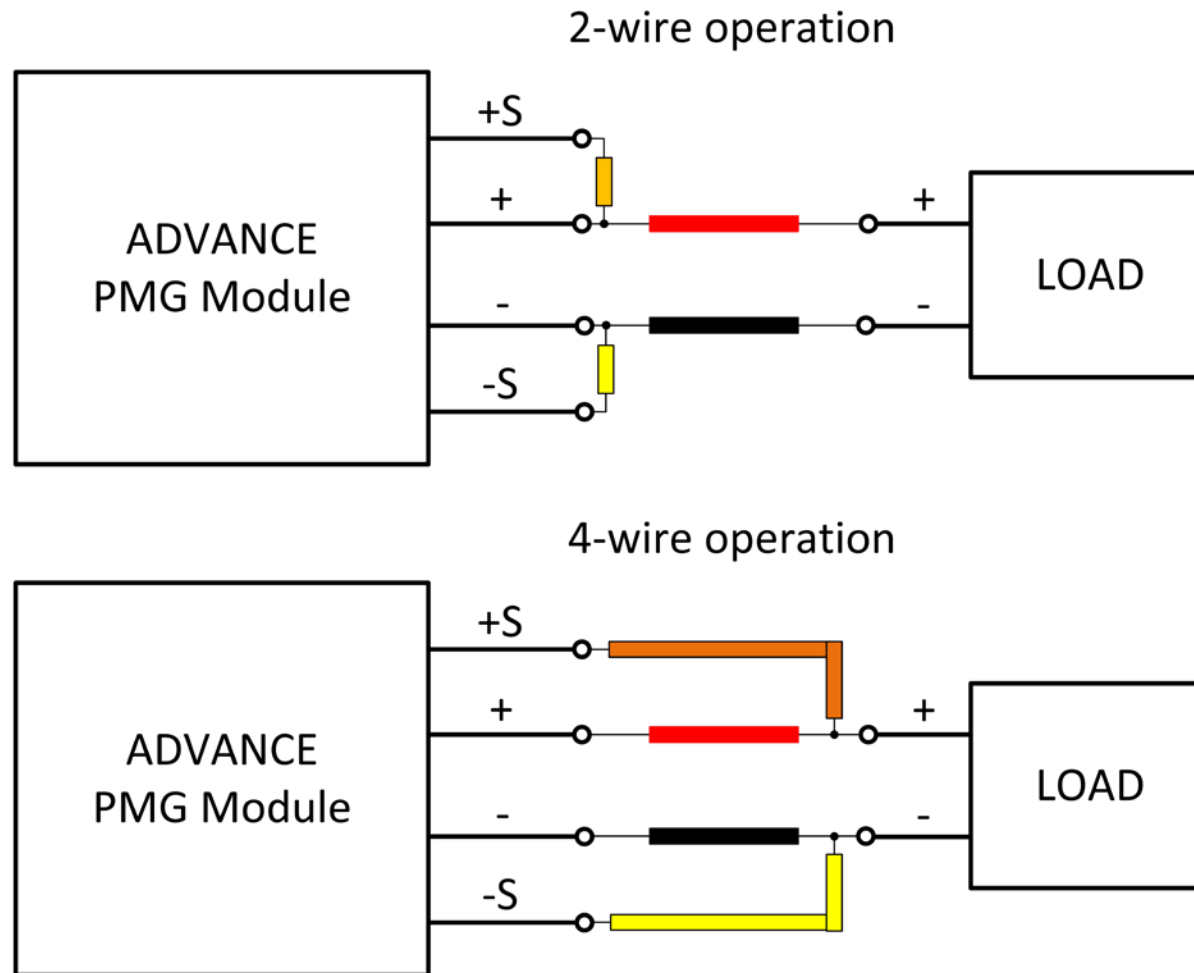 2-wire operation
+S
+ +
ADVANCE
PMG Module
LOAD
- -
-S
4-wire operation
+S
+ +
ADVANCE
PMG Module
LOAD
- -
-S